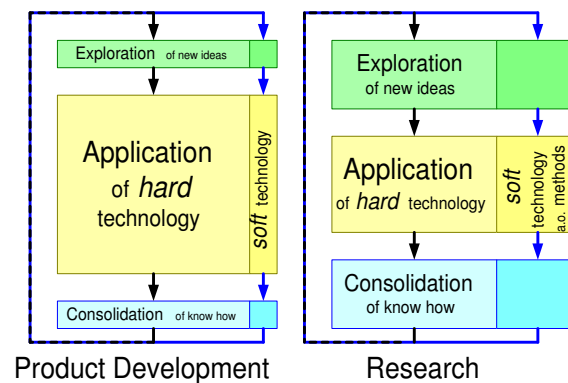 Exploration of new ideas
Application
of hard
technology
soft technology
Consolidation of know how
Product Development
Exploration
of new ideas
Application
of hard technology
soft
technology
a.o. methods
Consolidation
of know how
Research